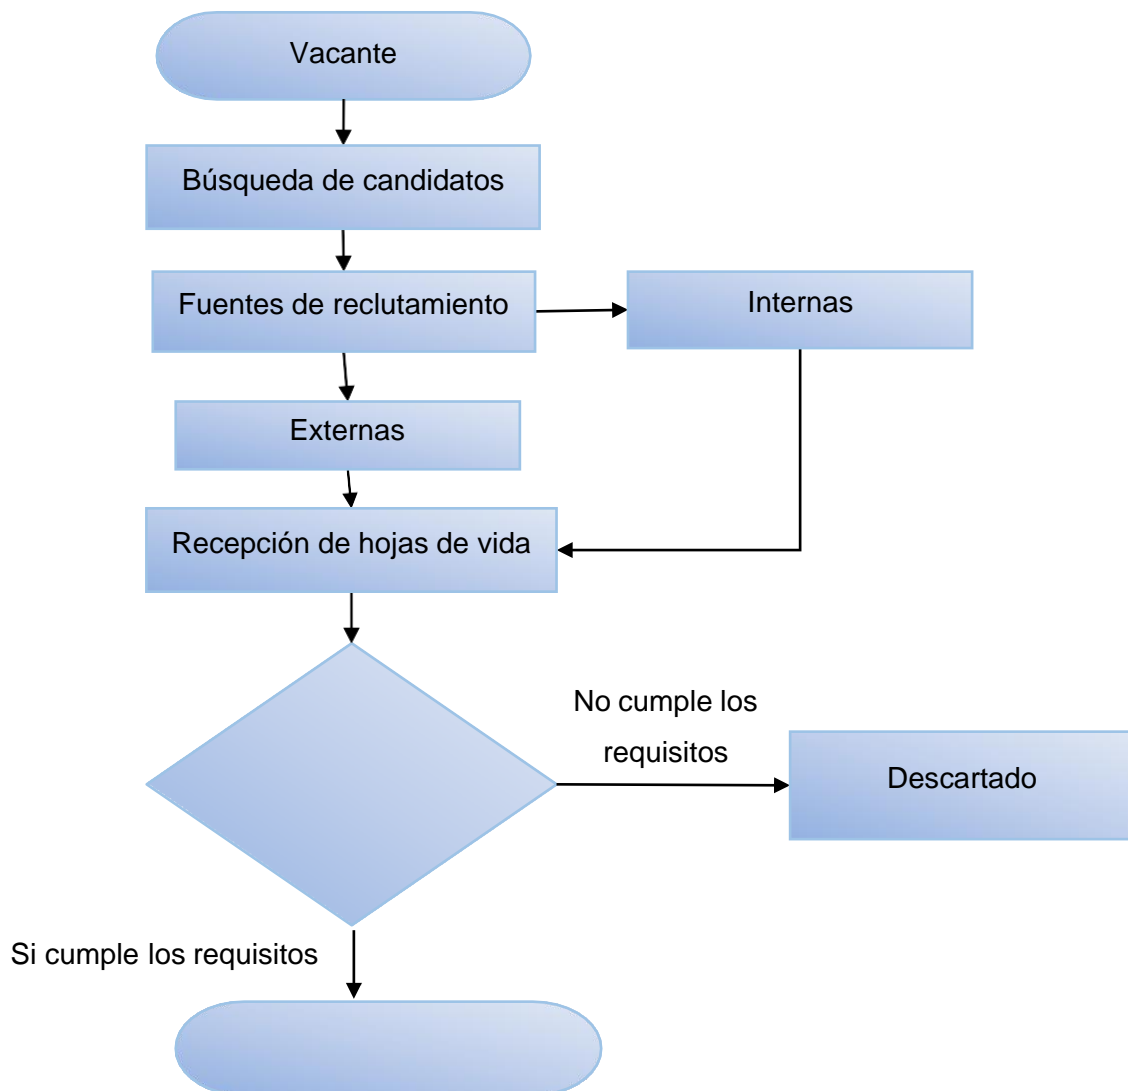 Vacante
Búsqueda de candidatos
Fuentes de reclutamiento
Internas
Externas
Recepción de hojas de vida
No cumple los
requisitos
Descartado
Si cumple los requisitos